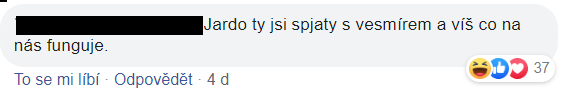 Jardo ty jsi spjaty s vesmírem a víš co na
nás funguje.
To se mi líbí · Odpovědět · 4 d
37